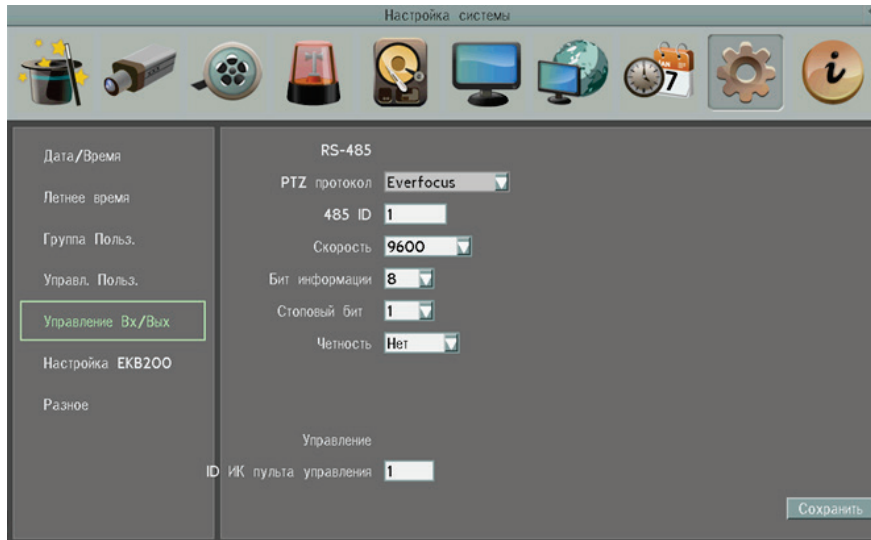 Настройка системы
JAN
7
i
Дата/Время
Летнее время
Группа Польз.
Управл. Польз.
Управление Вх/Вых
Настройка EKB200
Разное
RS-485
PTZ протокол Everfocus
485 ID 1
Скорость 9600
Бит информации 8
Стоповый бит 1
Четность Нет
Управление
ID ИК пульта управления 1
Сохранить